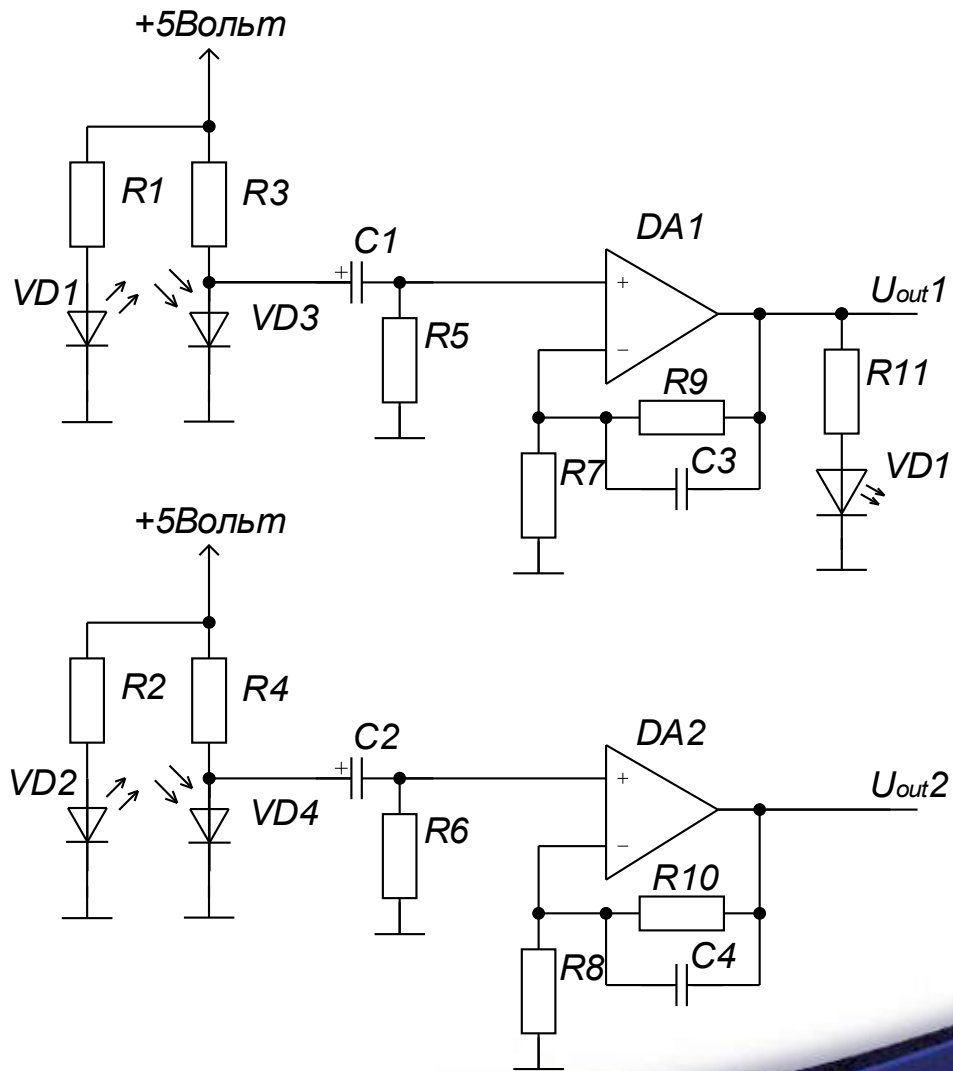 +5Вольт
R1
R3
VD1
VD3
C1
R5
DA1
+
+
−
Uout1
R9
R11
C3
R7
VD1
+5Вольт
R2
R4
VD2
VD4
C2
R6
DA2
+
+
−
Uout2
R10
C4
R8